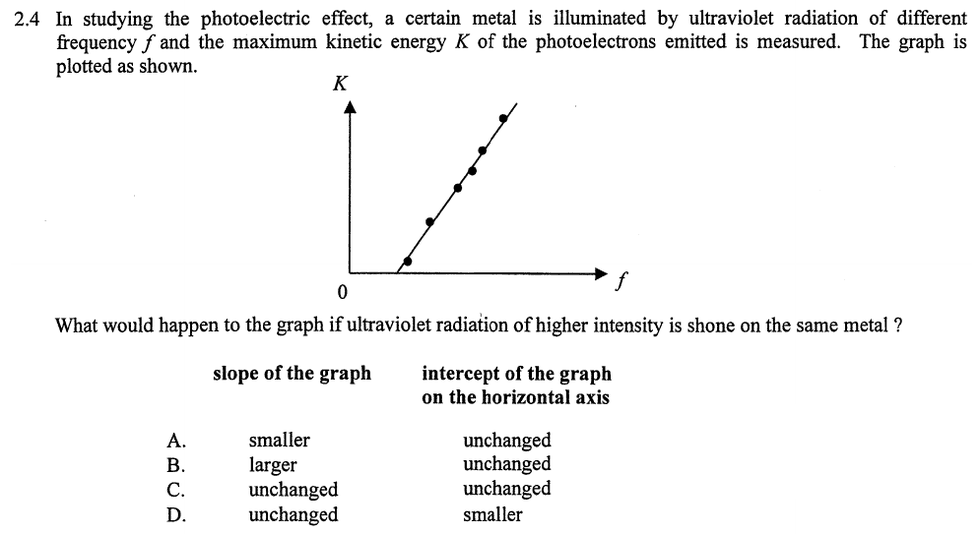 2.4 In studying the photoelectric effect, a certain metal is illuminated by ultraviolet radiation of different
frequency f and the maximum kinetic energy K of the photoelectrons emitted is measured. The graph is
plotted as shown.
K
f
0
What would happen to the graph if ultraviolet radiation of higher intensity is shone on the same metal ?
slope of the graph intercept of the graph
on the horizontal axis
A. smaller unchanged
B. larger unchanged
C. unchanged unchanged
D. unchanged smaller